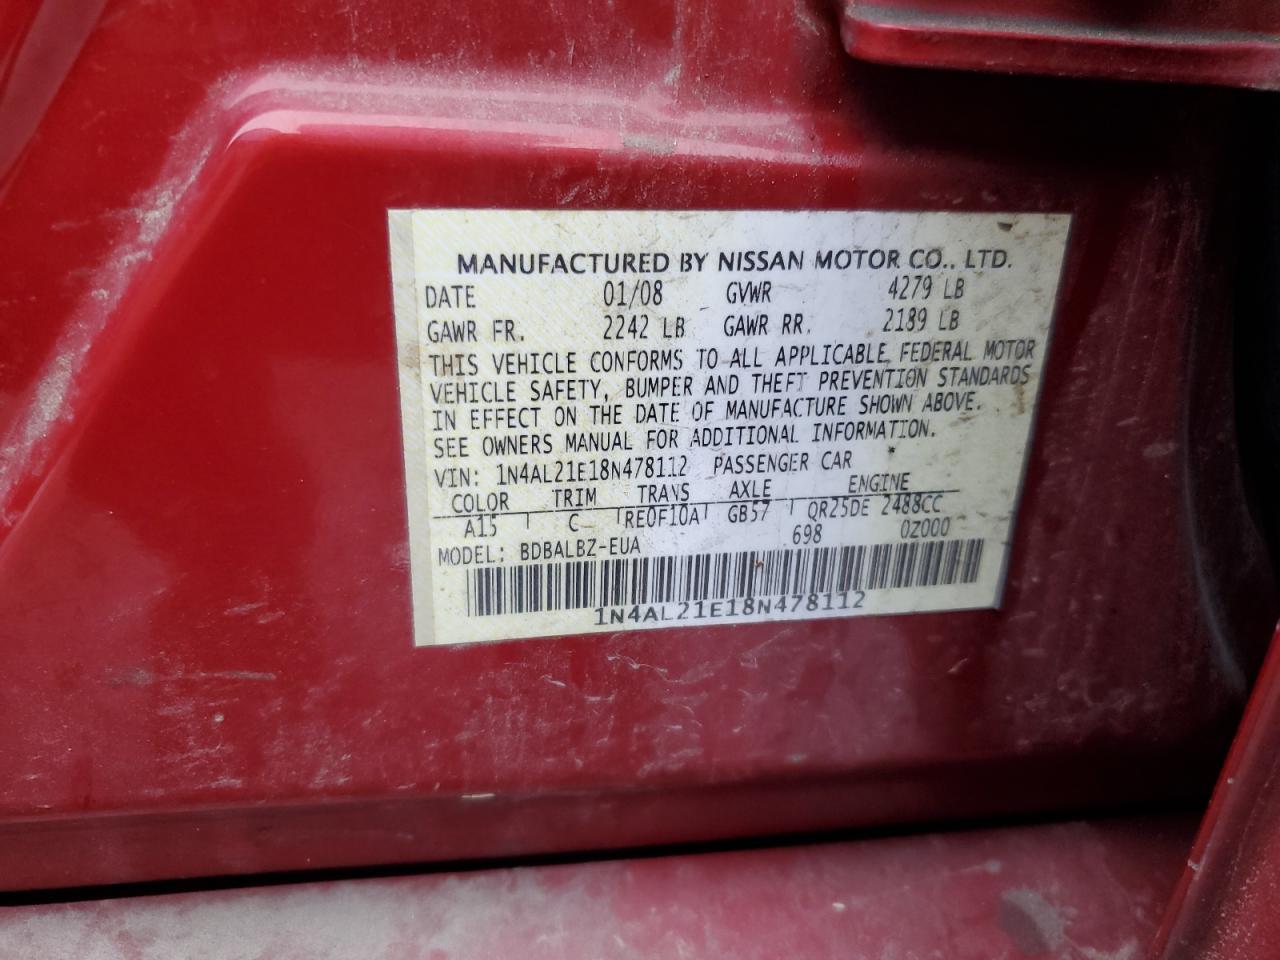 MANUFACTURED BY NISSAN MOTOR CO., LTD.
DATE 01/08 GVWR 4279 LB
GAWR FR. 2242 LB GAWR RR. 2189 LB
THIS VEHICLE CONFORMS TO ALL APPLICABLE FEDERAL MOTOR
VEHICLE SAFETY, BUMPER AND THEFT PREVENTION STANDARDS
IN EFFECT ON THE DATE OF MANUFACTURE SHOWN ABOVE.
SEE OWNERS MANUAL FOR ADDITIONAL INFORMATION.
VIN: 1N4AL21E18N478112 PASSENGER CAR
COLOR TRIM TRANS AXLE ENGINE
A15 C RE0F10A GB57 QR25DE 2488CC
MODEL: BDBALBZ-EUA 698 0Z000
1N4AL21E18N478112